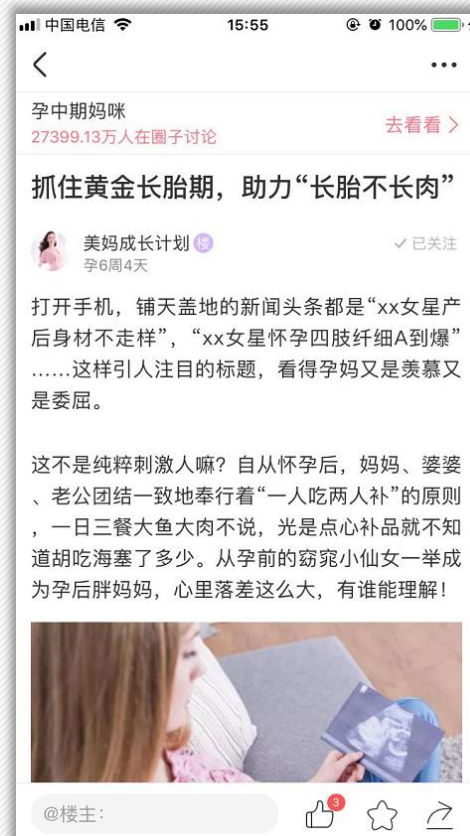 中国电信 15:55 100%
孕中期妈咪
27399.13万人在圈子讨论
去看看
抓住黄金长胎期，助力“长胎不长肉”
美妈成长计划 楼
孕6周4天
已关注
打开手机，铺天盖地的新闻头条都是“xx女星产
后身材不走样”，“xx女星怀孕四肢纤细A到爆”
……这样引人注目的标题，看得孕妈又是羡慕又
是委屈。
这不是纯粹刺激人嘛？自从怀孕后，妈妈、婆婆
、老公团结一致地奉行着“一人吃两人补”的原则
，一日三餐大鱼大肉不说，光是点心补品就不知
道胡吃海塞了多少。从孕前的窈窕小仙女一举成
为孕后胖妈妈，心里落差这么大，有谁能理解！
@楼主：
3